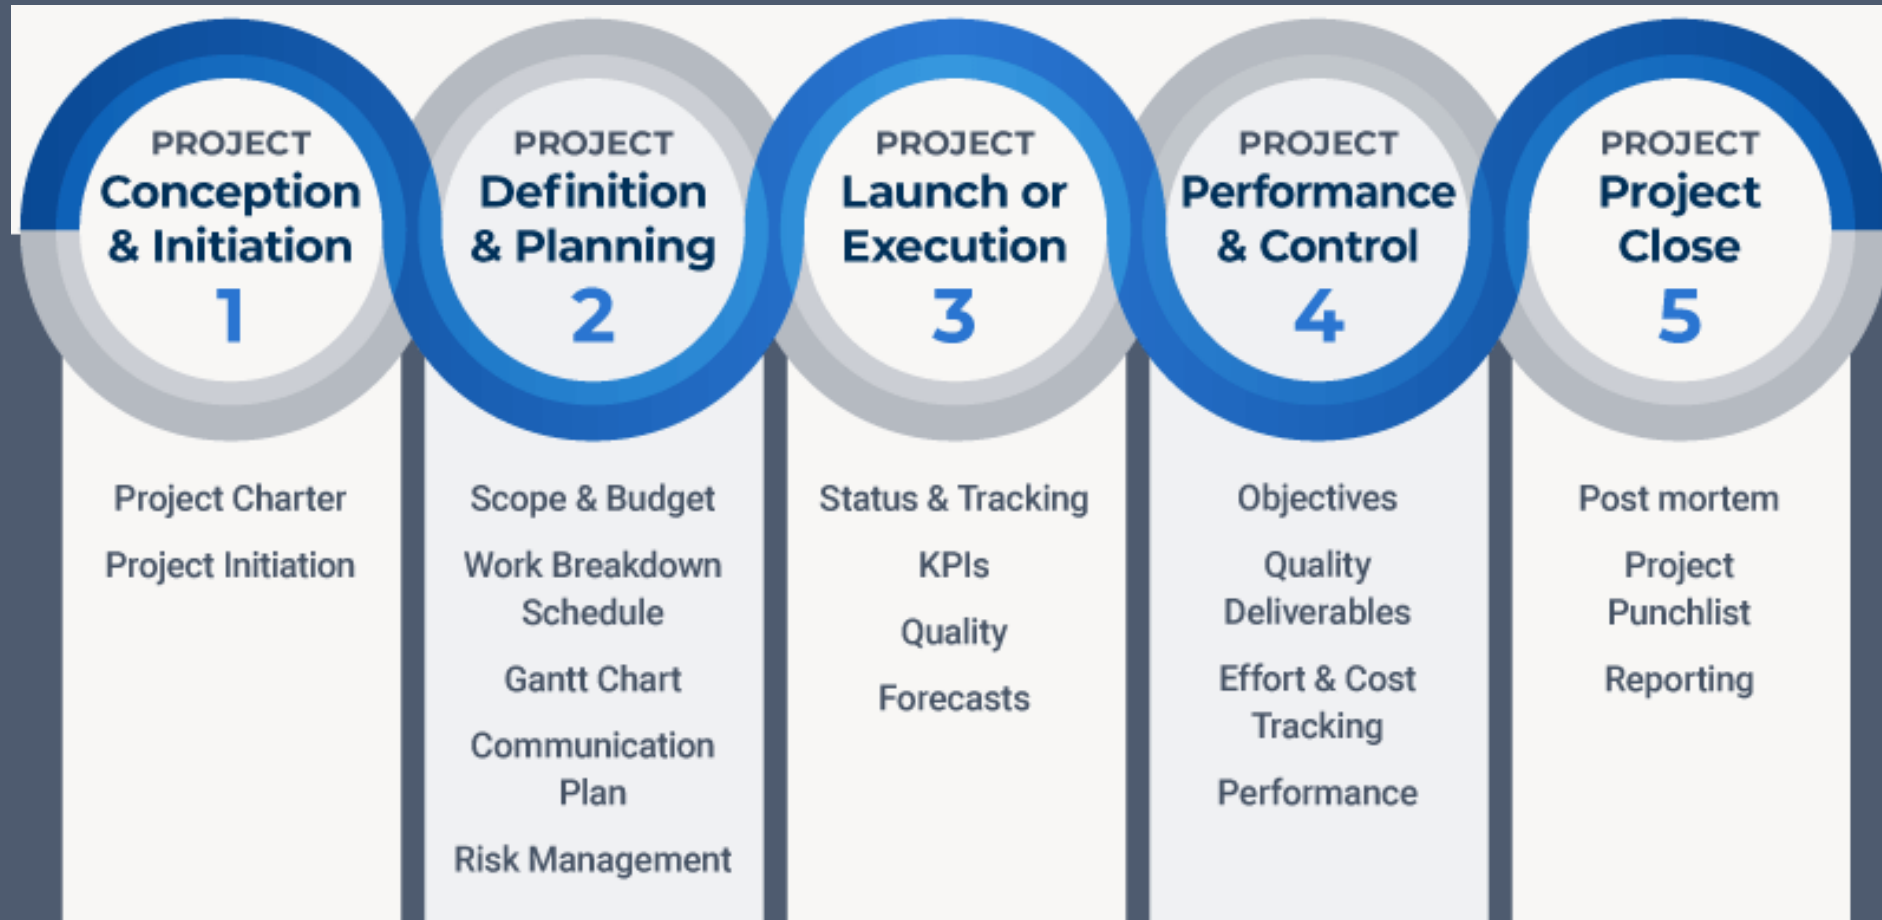 PROJECT
Conception
& Initiation
1
Project Charter
Project Initiation
PROJECT
Definition
& Planning
2
Scope & Budget
Work Breakdown
Schedule
Gantt Chart
Communication
Plan
Risk Management
PROJECT
Launch or
Execution
3
Status & Tracking
KPIs
Quality
Forecasts
PROJECT
Performance
& Control
4
Objectives
Quality
Deliverables
Effort & Cost
Tracking
Performance
PROJECT
Project
Close
5
Post mortem
Project
Punchlist
Reporting